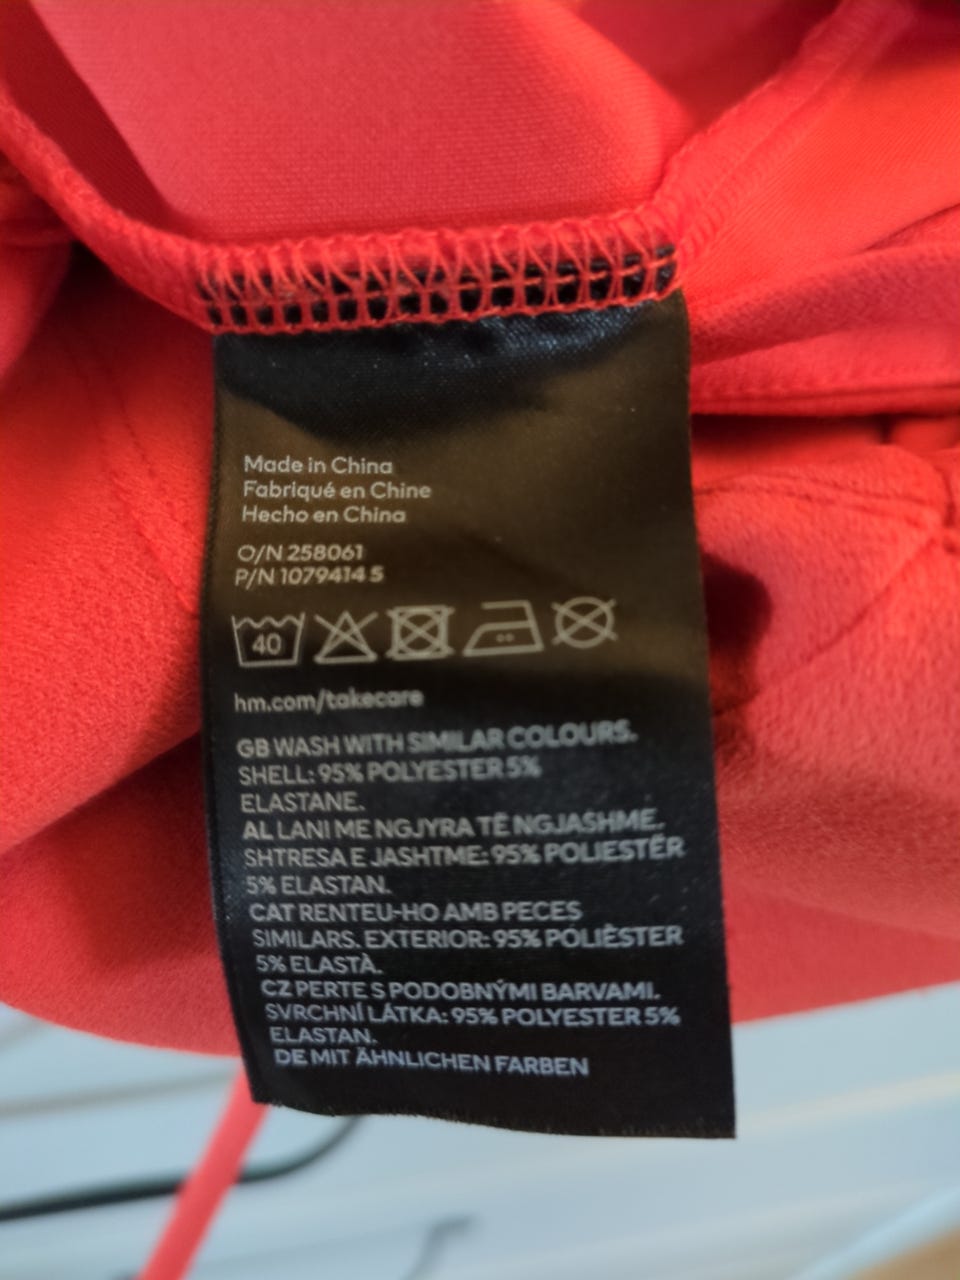 Made in China
Fabriqué en Chine
Hecho en China
O/N 258061
P/N 1079414 5
40
hm.com/takecare
GB WASH WITH SIMILAR COLOURS.
SHELL: 95% POLYESTER 5%
ELASTANE.
AL LANI ME NGJYRA TË NGJASHME.
SHTRESA E JASHTME: 95% POLIESTËR
5% ELASTAN.
CAT RENTEU-HO AMB PECES
SIMILARS. EXTERIOR: 95% POLIÈSTER
5% ELASTÀ.
CZ PERTE S PODOBNÝMI BARVAMI.
SVRCHNÍ LÁTKA: 95% POLYESTER 5%
ELASTAN.
DE MIT ÄHNLICHEN FARBEN